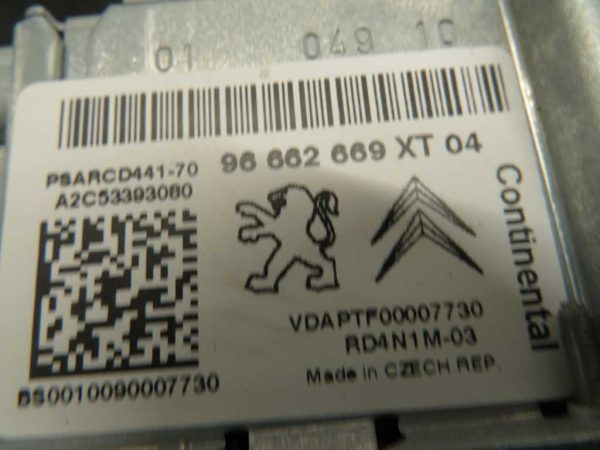 01 049 10
96 662 669 XT 04
PSARCD441-70
A2C53393080
Continental
VDAPTF00007730
RD4N1M-03
Made in CZECH REP.
BS0010090007730